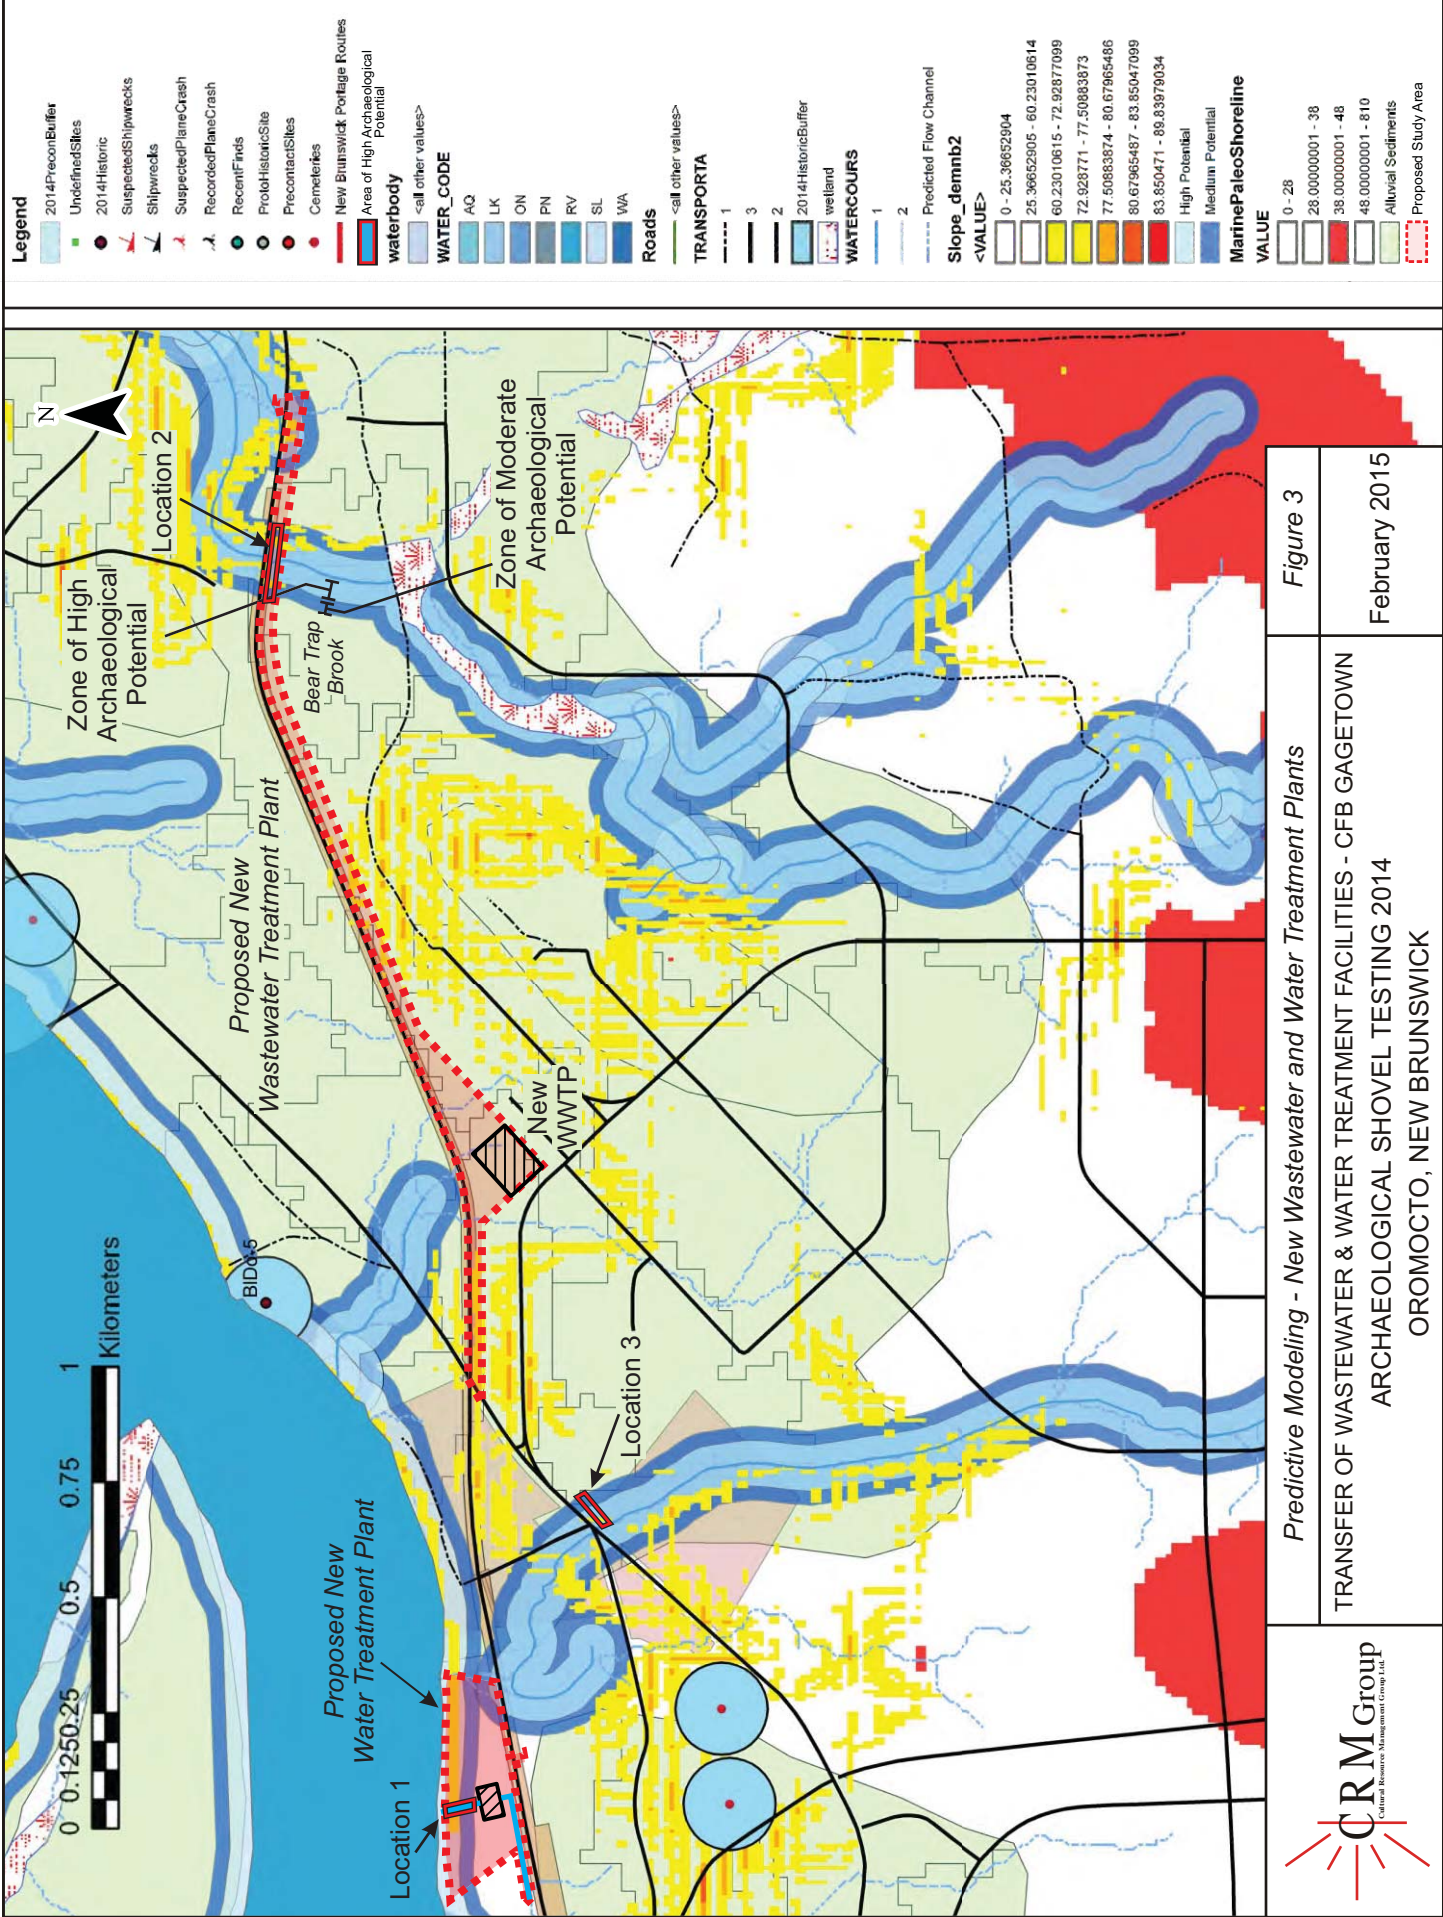 Legend
2014PreconBuffer
UndefinedSites
2014Historic
SuspectedShipwrecks
Shipwrecks
SuspectedPlaneCrash
RecordedPlaneCrash
RecentFinds
ProtoHistoricSite
PrecontactSites
Cemeteries
New Brunswick Portage Routes
Area of High Archaeological
Potential
waterbody
<all other values>
WATER_CODE
AQ
LK
ON
PN
RV
SL
WA
Roads
<all other values>
TRANSPORTA
1
3
2
2014HistoricBuffer
wetland
WATERCOURS
1
2
Predicted Flow Channel
Slope_demnb2
<VALUE>
0 - 25.36652904
25.36652905 - 60.23010614
60.23010615 - 72.92877099
72.9287771 - 77.50883873
77.50883874 - 80.67965486
80.67965487 - 83.85047099
83.850471 - 89.83979034
High Potential
Medium Potential
MarinePaleoShoreline
VALUE
0 - 28
28.00000001 - 38
38.00000001 - 48
48.00000001 - 810
Alluvial Sediments
Proposed Study Area
N
0 0.125 0.25 0.5 0.75 1
Kilometers
Zone of High
Archaeological
Potential
Location 2
Bear Trap
Brook
Zone of Moderate
Archaeological
Potential
Proposed New
Wastewater Treatment Plant
New
WWTP
BlDo-5
Location 3
Proposed New
Water Treatment Plant
Location 1
CRM Group
Cultural Resource Management Group Ltd.
Predictive Modeling - New Wastewater and Water Treatment Plants
Figure 3
TRANSFER OF WASTEWATER & WATER TREATMENT FACILITIES - CFB GAGETOWN
ARCHAEOLOGICAL SHOVEL TESTING 2014
OROMOCTO, NEW BRUNSWICK
February 2015